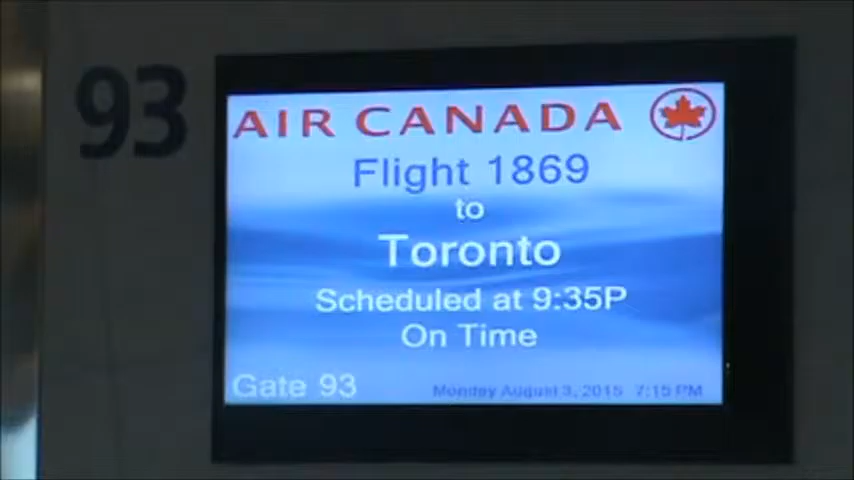 93
AIR CANADA
Flight 1869
to
Toronto
Scheduled at 9:35P
On Time
Gate 93
Monday August 3, 2015 7:15 PM